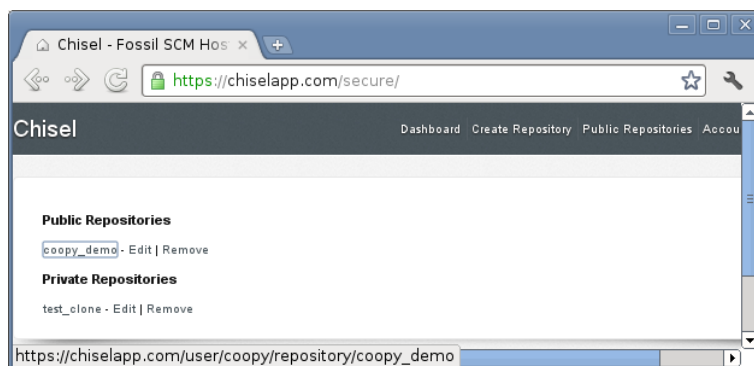 Chisel - Fossil SCM Hos
https://chiselapp.com/secure/
Chisel
Dashboard Create Repository Public Repositories Accou
Public Repositories
coopy_demo - Edit | Remove
Private Repositories
test_clone - Edit | Remove
https://chiselapp.com/user/coopy/repository/coopy_demo